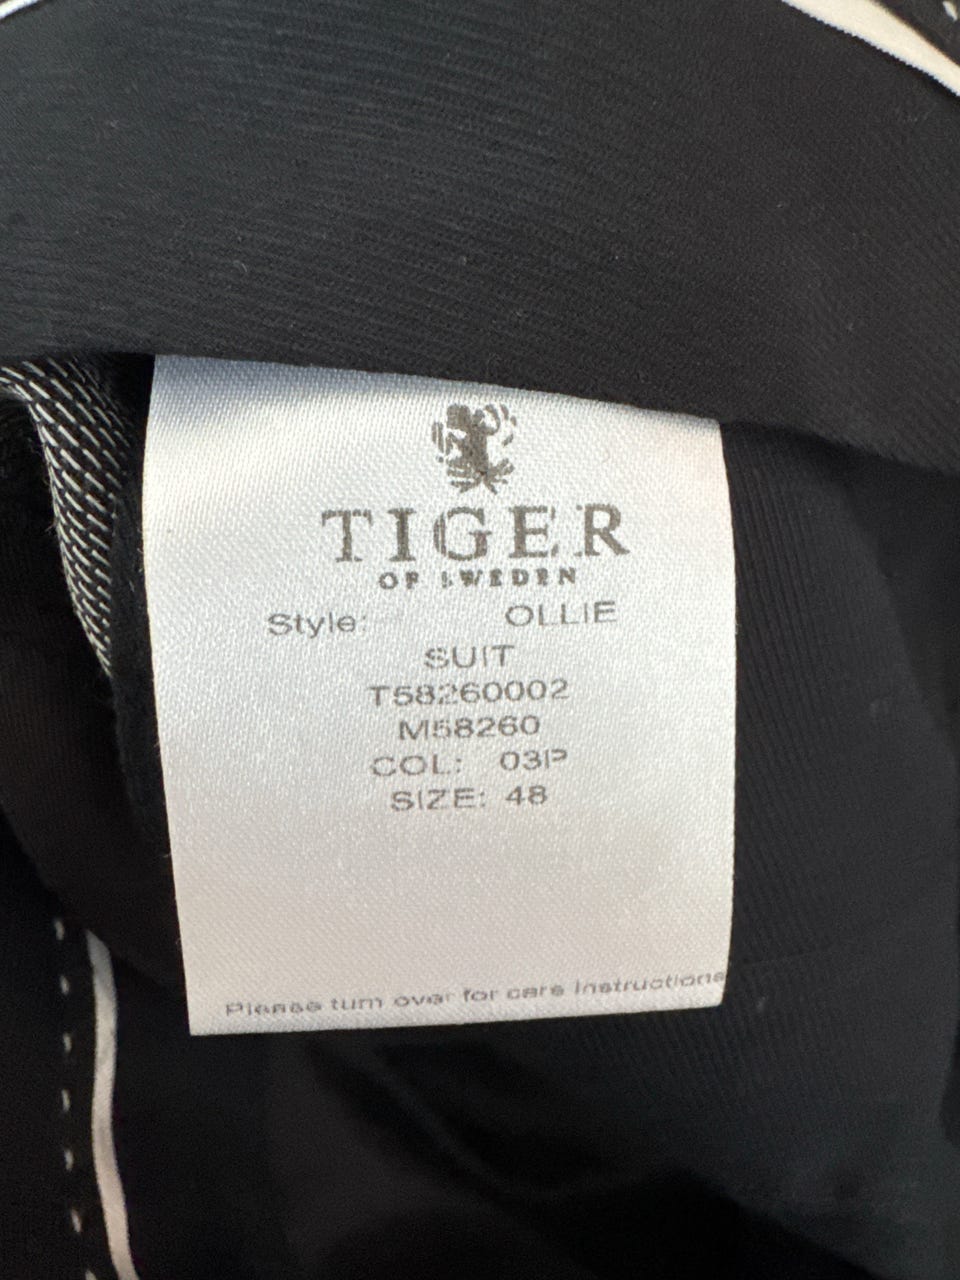 TIGER
OF SWEDEN
Style: OLLIE
SUIT
T58260002
M58260
COL: 03P
SIZE: 48
Please turn over for care instructions